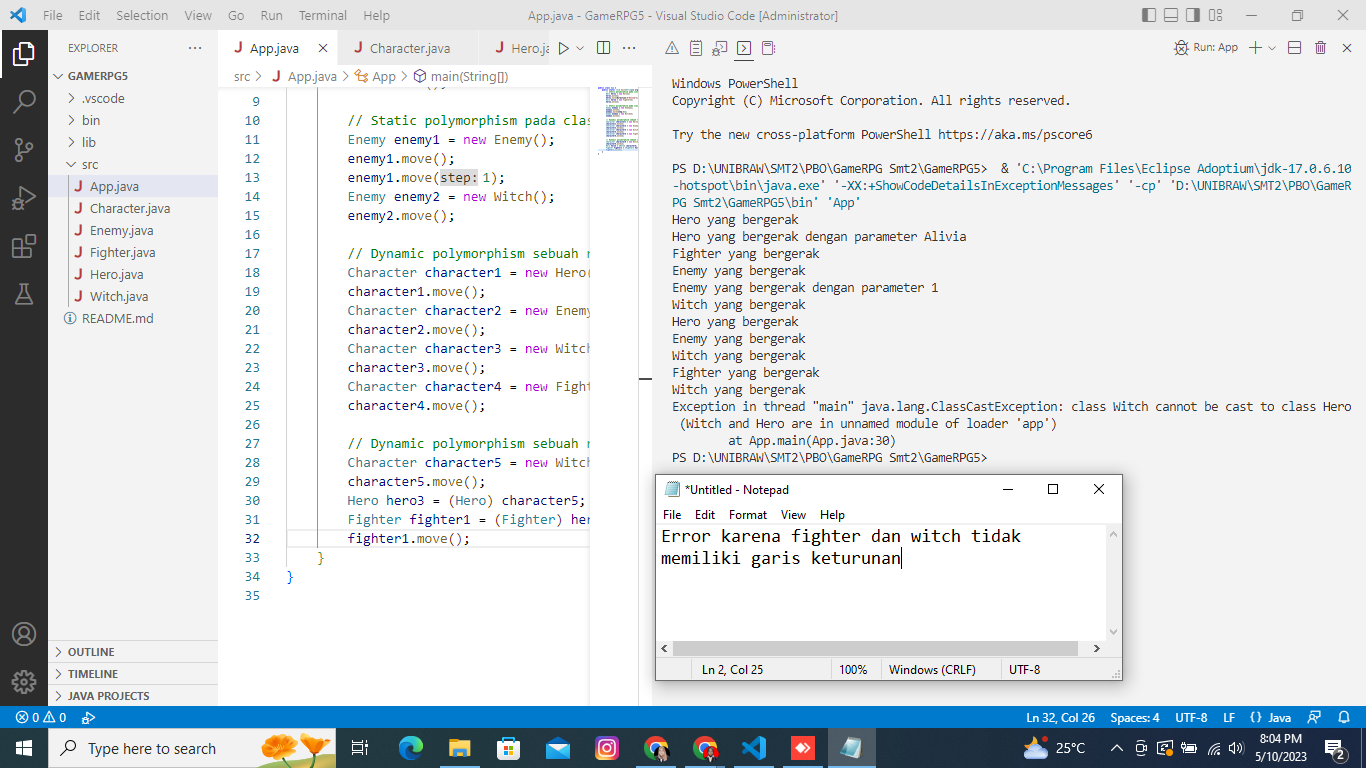 File Edit Selection View Go Run Terminal Help App.java - GameRPG5 - Visual Studio Code [Administrator]
EXPLORER
GAMERPG5
.vscode
bin
lib
src
App.java
Character.java
Enemy.java
Fighter.java
Hero.java
Witch.java
README.md
OUTLINE
TIMELINE
JAVA PROJECTS
App.java Character.java Hero.ja
src > App.java > App > main(String[])
9
10 // Static polymorphism pada clas
11 Enemy enemy1 = new Enemy();
12 enemy1.move();
13 enemy1.move(step: 1);
14 Enemy enemy2 = new Witch();
15 enemy2.move();
16
17 // Dynamic polymorphism sebuah
18 Character character1 = new Hero(
19 character1.move();
20 Character character2 = new Enemy
21 character2.move();
22 Character character3 = new Witch
23 character3.move();
24 Character character4 = new Fight
25 character4.move();
26
27 // Dynamic polymorphism sebuah
28 Character character5 = new Witch
29 character5.move();
30 Hero hero3 = (Hero) character5;
31 Fighter fighter1 = (Fighter) her
32 fighter1.move();
33 }
34 }
35
Run: App
Windows PowerShell
Copyright (C) Microsoft Corporation. All rights reserved.
Try the new cross-platform PowerShell https://aka.ms/pscore6
PS D:\UNIBRAW\SMT2\PBO\GameRPG Smt2\GameRPG5> & 'C:\Program Files\Eclipse Adoptium\jdk-17.0.6.10
-hotspot\bin\java.exe' '-XX:+ShowCodeDetailsInExceptionMessages' '-cp' 'D:\UNIBRAW\SMT2\PBO\GameR
PG Smt2\GameRPG5\bin' 'App'
Hero yang bergerak
Hero yang bergerak dengan parameter Alivia
Fighter yang bergerak
Enemy yang bergerak
Enemy yang bergerak dengan parameter 1
Witch yang bergerak
Hero yang bergerak
Enemy yang bergerak
Witch yang bergerak
Fighter yang bergerak
Witch yang bergerak
Exception in thread "main" java.lang.ClassCastException: class Witch cannot be cast to class Hero
(Witch and Hero are in unnamed module of loader 'app')
at App.main(App.java:30)
PS D:\UNIBRAW\SMT2\PBO\GameRPG Smt2\GameRPG5>
*Untitled - Notepad
File Edit Format View Help
Error karena fighter dan witch tidak
memiliki garis keturunan
Ln 2, Col 25 100% Windows (CRLF) UTF-8
0 0 Ln 32, Col 26 Spaces: 4 UTF-8 LF {} Java
Type here to search
25°C
8:04 PM
5/10/2023
2